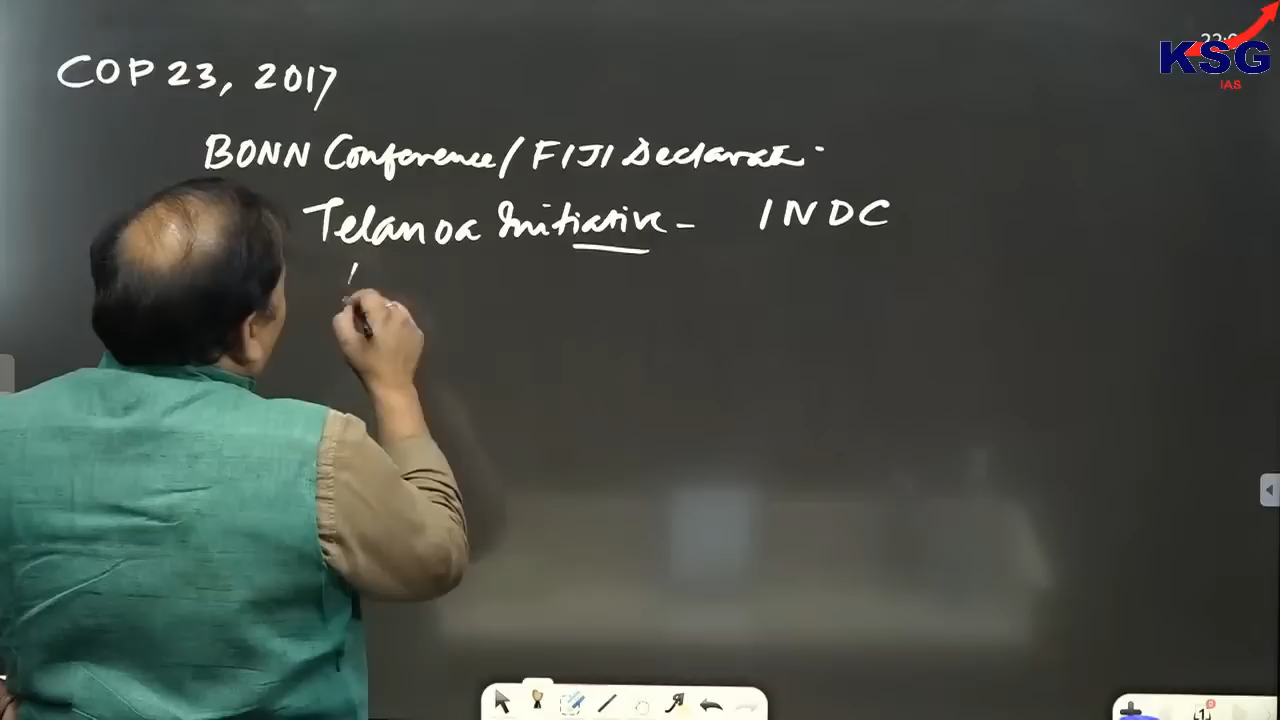 KSG
IAS
COP 23, 2017
BONN Conference/FIJI Declarati
Telanoa Initiative - INDC